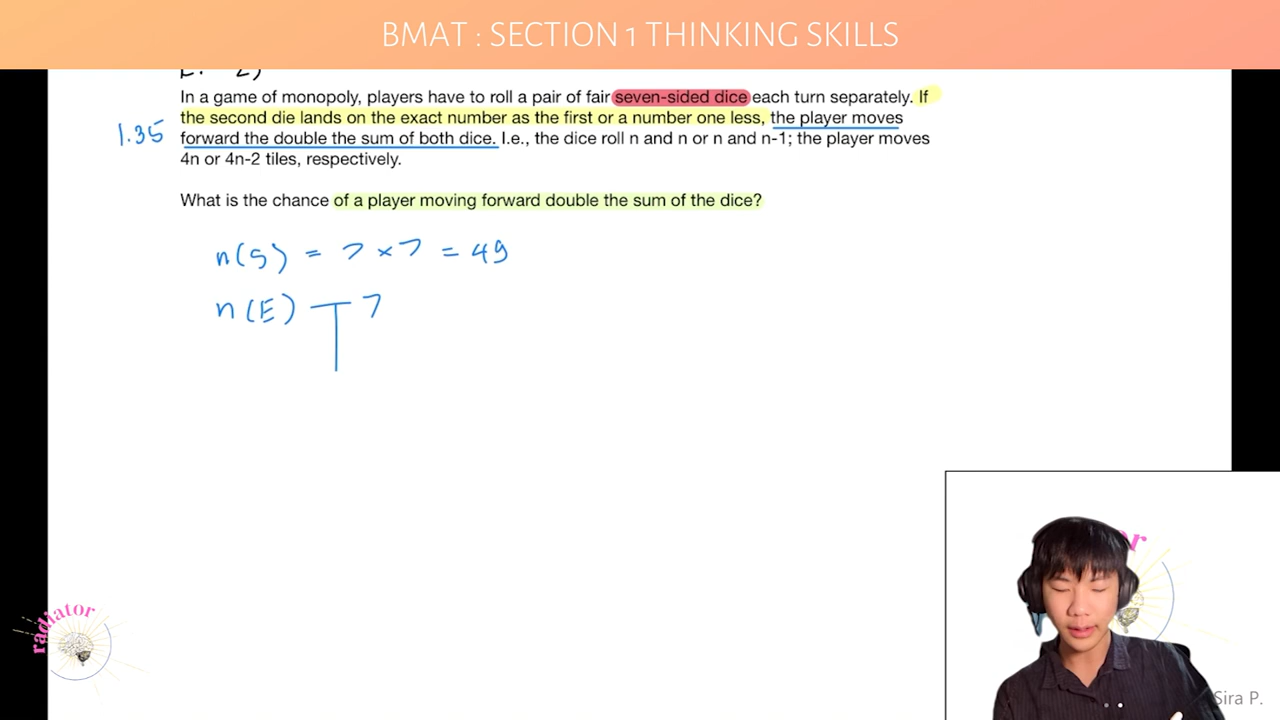 BMAT : SECTION 1 THINKING SKILLS
In a game of monopoly, players have to roll a pair of fair seven-sided dice each turn separately. If
the second die lands on the exact number as the first or a number one less, the player moves
1.35 forward the double the sum of both dice. I.e., the dice roll n and n or n and n-1; the player moves
4n or 4n-2 tiles, respectively.
What is the chance of a player moving forward double the sum of the dice?
n(S) = 7 × 7 = 49
n(E) 7
radiator
or
Sira P.